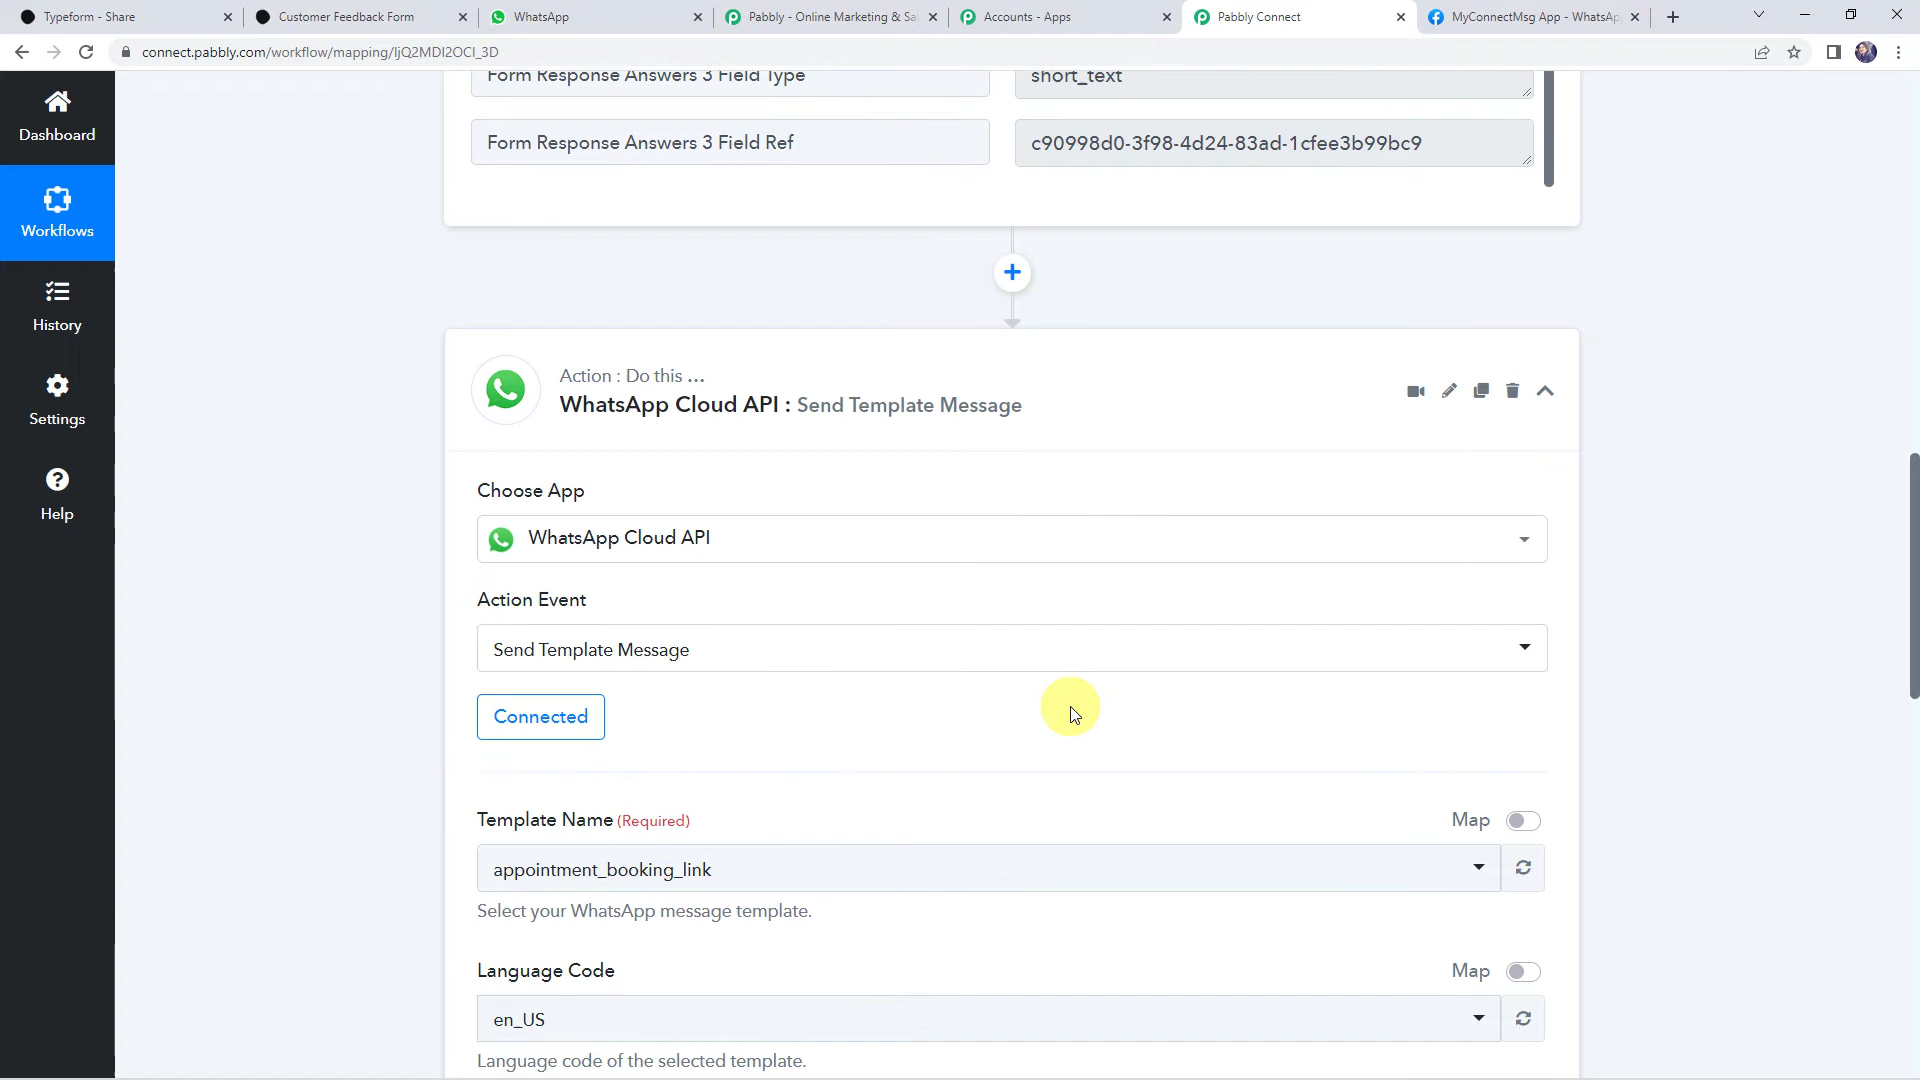 Typeform - Share
Customer Feedback Form
WhatsApp
Pabbly - Online Marketing & Sa
Accounts - Apps
Pabbly Connect
MyConnectMsg App - WhatsAp
connect.pabbly.com/workflow/mapping/IjQ2MDI2OCI_3D
Dashboard
Workflows
History
Settings
Help
Form Response Answers 3 Field Type
short_text
Form Response Answers 3 Field Ref
c90998d0-3f98-4d24-83ad-1cfee3b99bc9
Action : Do this ...
WhatsApp Cloud API : Send Template Message
Choose App
WhatsApp Cloud API
Action Event
Send Template Message
Connected
Template Name (Required)
Map
appointment_booking_link
Select your WhatsApp message template.
Language Code
Map
en_US
Language code of the selected template.